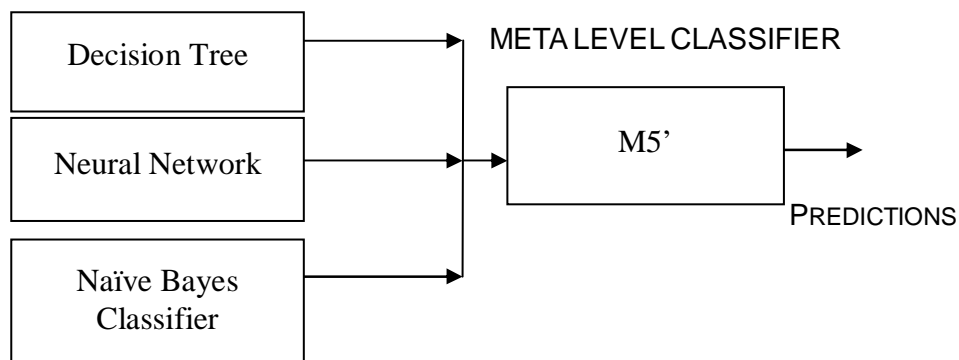 Decision Tree
Neural Network
Naïve Bayes
Classifier
META LEVEL CLASSIFIER
M5’
PREDICTIONS